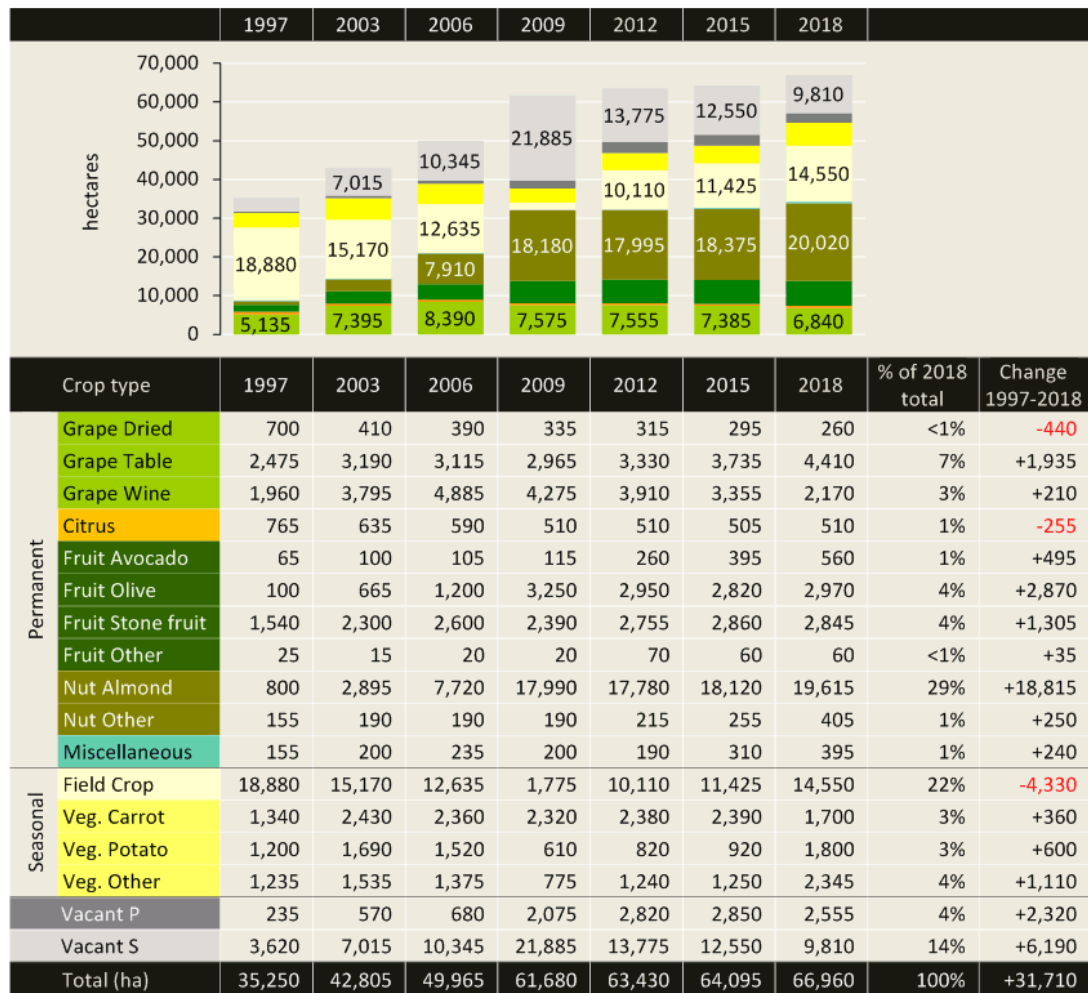 1997 2003 2006 2009 2012 2015 2018
70,000
60,000
50,000
40,000
30,000
20,000
10,000
0
hectares
18,880
5,135
7,015
15,170
7,395
10,345
12,635
7,910
8,390
21,885
18,180
7,575
13,775
10,110
17,995
7,555
12,550
11,425
18,375
7,385
9,810
14,550
20,020
6,840
Crop type 1997 2003 2006 2009 2012 2015 2018 % of 2018 total Change 1997-2018
Permanent
Grape Dried 700 410 390 335 315 295 260 <1% -440
Grape Table 2,475 3,190 3,115 2,965 3,330 3,735 4,410 7% +1,935
Grape Wine 1,960 3,795 4,885 4,275 3,910 3,355 2,170 3% +210
Citrus 765 635 590 510 510 505 510 1% -255
Fruit Avocado 65 100 105 115 260 395 560 1% +495
Fruit Olive 100 665 1,200 3,250 2,950 2,820 2,970 4% +2,870
Fruit Stone fruit 1,540 2,300 2,600 2,390 2,755 2,860 2,845 4% +1,305
Fruit Other 25 15 20 20 70 60 60 <1% +35
Nut Almond 800 2,895 7,720 17,990 17,780 18,120 19,615 29% +18,815
Nut Other 155 190 190 190 215 255 405 1% +250
Miscellaneous 155 200 235 200 190 310 395 1% +240
Seasonal
Field Crop 18,880 15,170 12,635 1,775 10,110 11,425 14,550 22% -4,330
Veg. Carrot 1,340 2,430 2,360 2,320 2,380 2,390 1,700 3% +360
Veg. Potato 1,200 1,690 1,520 610 820 920 1,800 3% +600
Veg. Other 1,235 1,535 1,375 775 1,240 1,250 2,345 4% +1,110
Vacant P 235 570 680 2,075 2,820 2,850 2,555 4% +2,320
Vacant S 3,620 7,015 10,345 21,885 13,775 12,550 9,810 14% +6,190
Total (ha) 35,250 42,805 49,965 61,680 63,430 64,095 66,960 100% +31,710